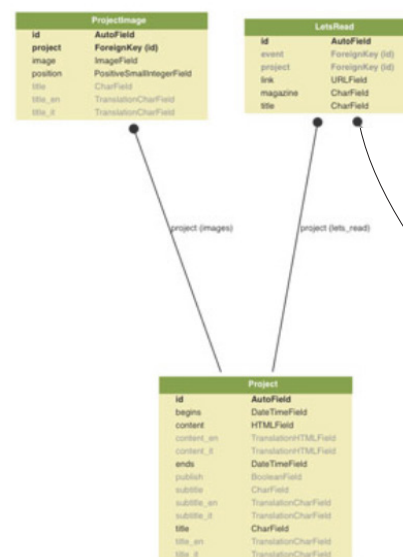 ProjectImage
id AutoField
project ForeignKey (id)
image ImageField
position PositiveSmallIntegerField
title CharField
title_en TranslationCharField
title_it TranslationCharField
LetsRead
id AutoField
event ForeignKey (id)
project ForeignKey (id)
link URLField
magazine CharField
title CharField
project (images)
project (lets_read)
Project
id AutoField
begins DateTimeField
content HTMLField
content_en TranslationHTMLField
content_it TranslationHTMLField
ends DateTimeField
publish BooleanField
subtitle CharField
subtitle_en TranslationCharField
subtitle_it TranslationCharField
title CharField
title_en TranslationCharField
title_it TranslationCharField